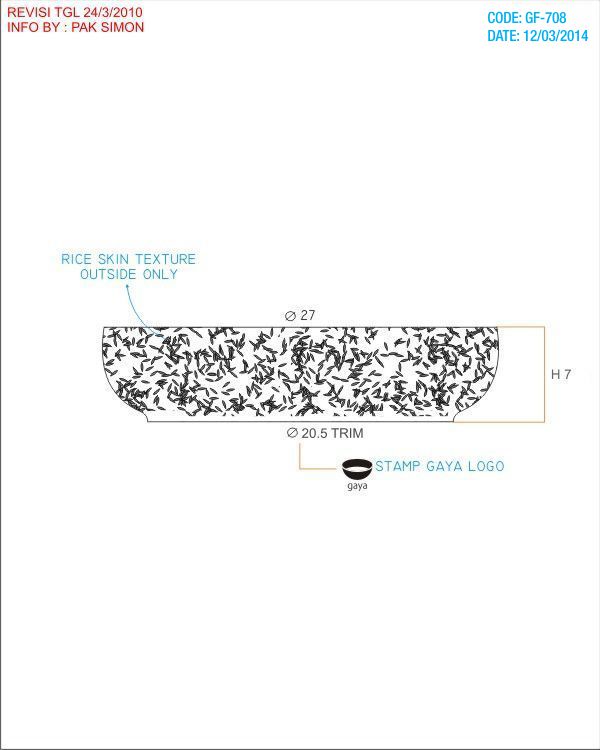 REVISI TGL 24/3/2010
INFO BY : PAK SIMON
CODE: GF-708
DATE: 12/03/2014
RICE SKIN TEXTURE
OUTSIDE ONLY
∅ 27
H 7
∅ 20.5 TRIM
STAMP GAYA LOGO
gaya